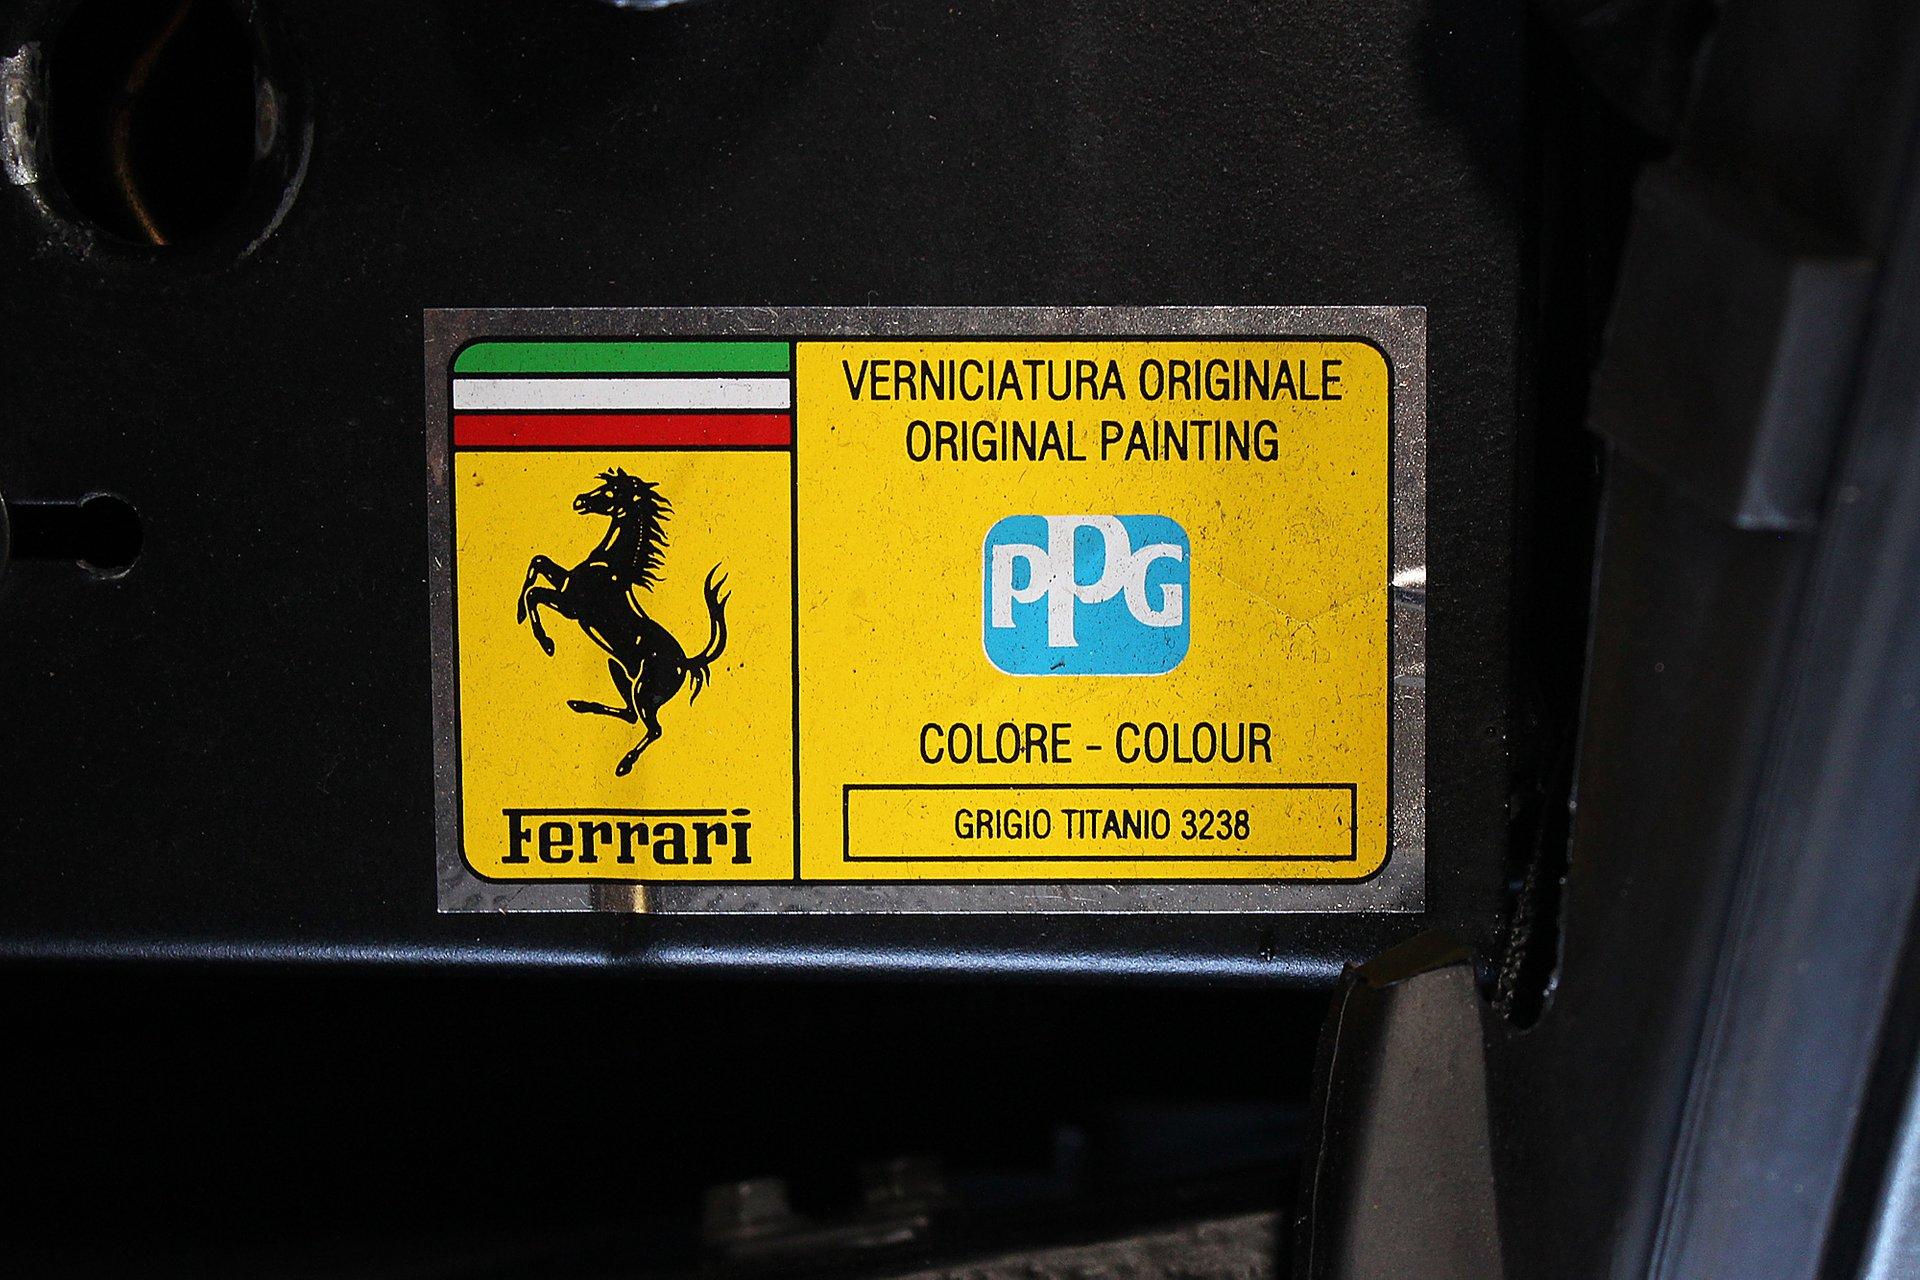 VERNICIATURA ORIGINALE
ORIGINAL PAINTING
PPG
COLORE - COLOUR
GRIGIO TITANIO 3238
Ferrari